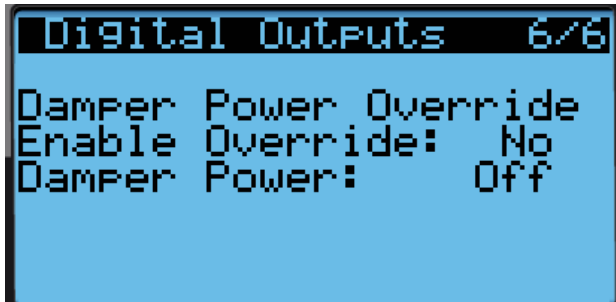 Digital Outputs 6/6
Damper Power Override
Enable Override: No
Damper Power: Off